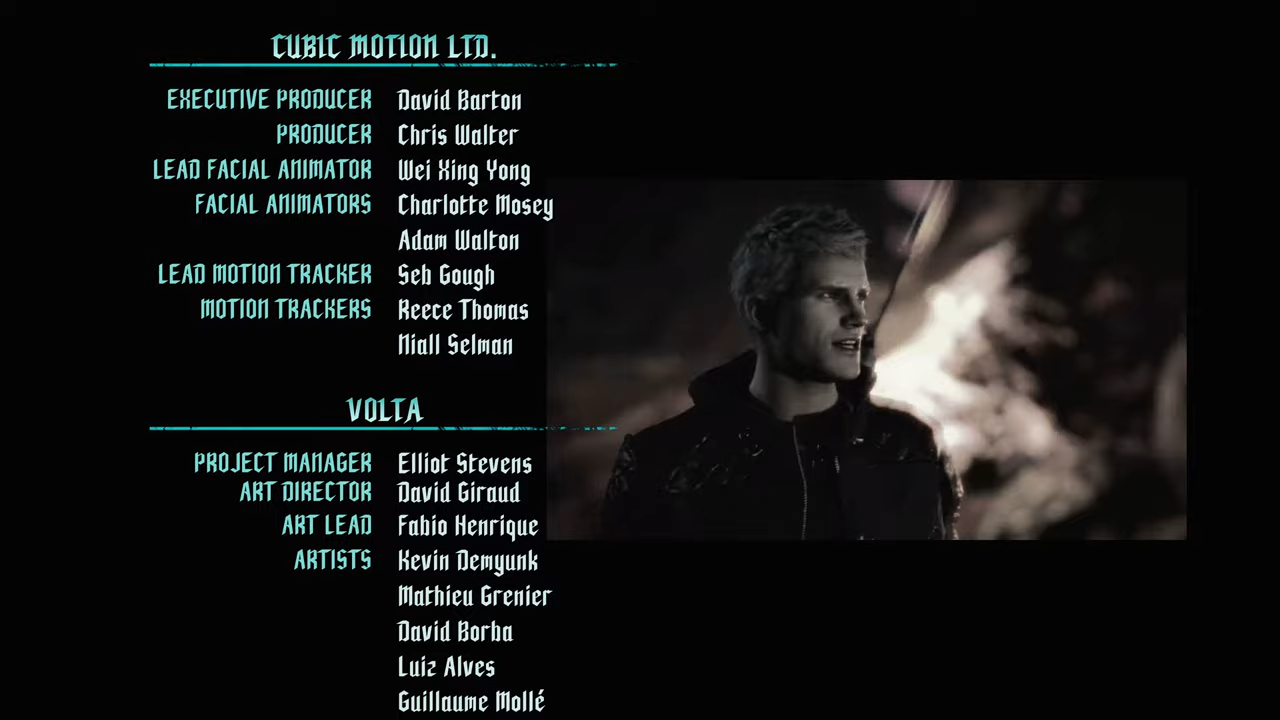 CUBIC MOTION LTD.
EXECUTIVE PRODUCER David Barton
PRODUCER Chris Walter
LEAD FACIAL ANIMATOR Wei Xing Yong
FACIAL ANIMATORS Charlotte Mosey
Adam Walton
LEAD MOTION TRACKER Seb Gough
MOTION TRACKERS Reece Thomas
Niall Selman
VOLTA
PROJECT MANAGER Elliot Stevens
ART DIRECTOR David Giraud
ART LEAD Fabio Henrique
ARTISTS Kevin Demyunk
Mathieu Grenier
David Borba
Luiz Alves
Guillaume Mollé